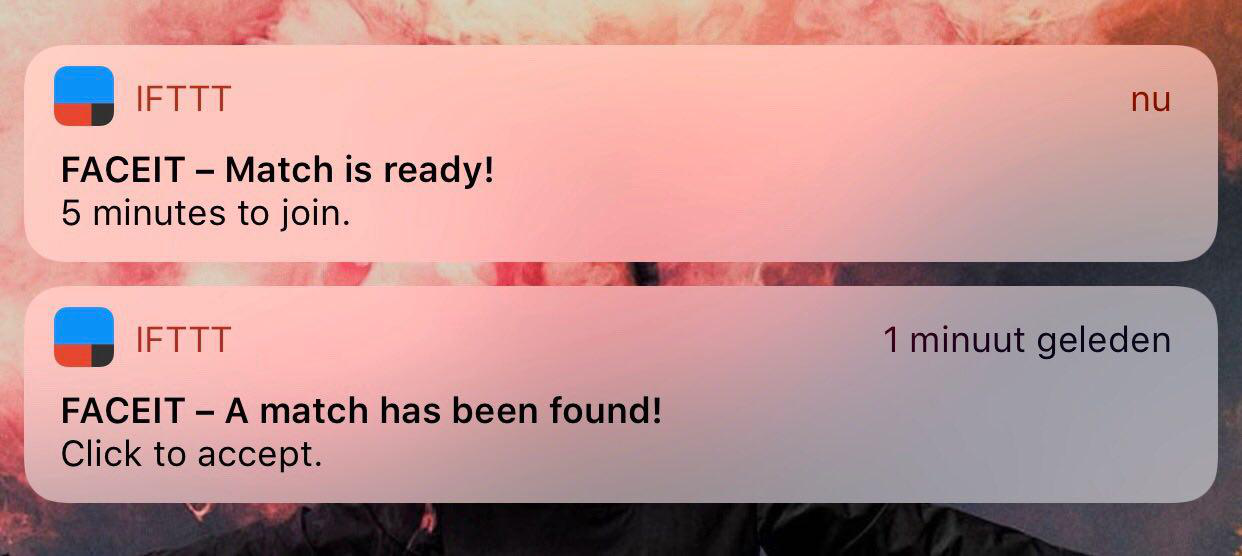 IFTTT nu
FACEIT – Match is ready!
5 minutes to join.
IFTTT 1 minuut geleden
FACEIT – A match has been found!
Click to accept.